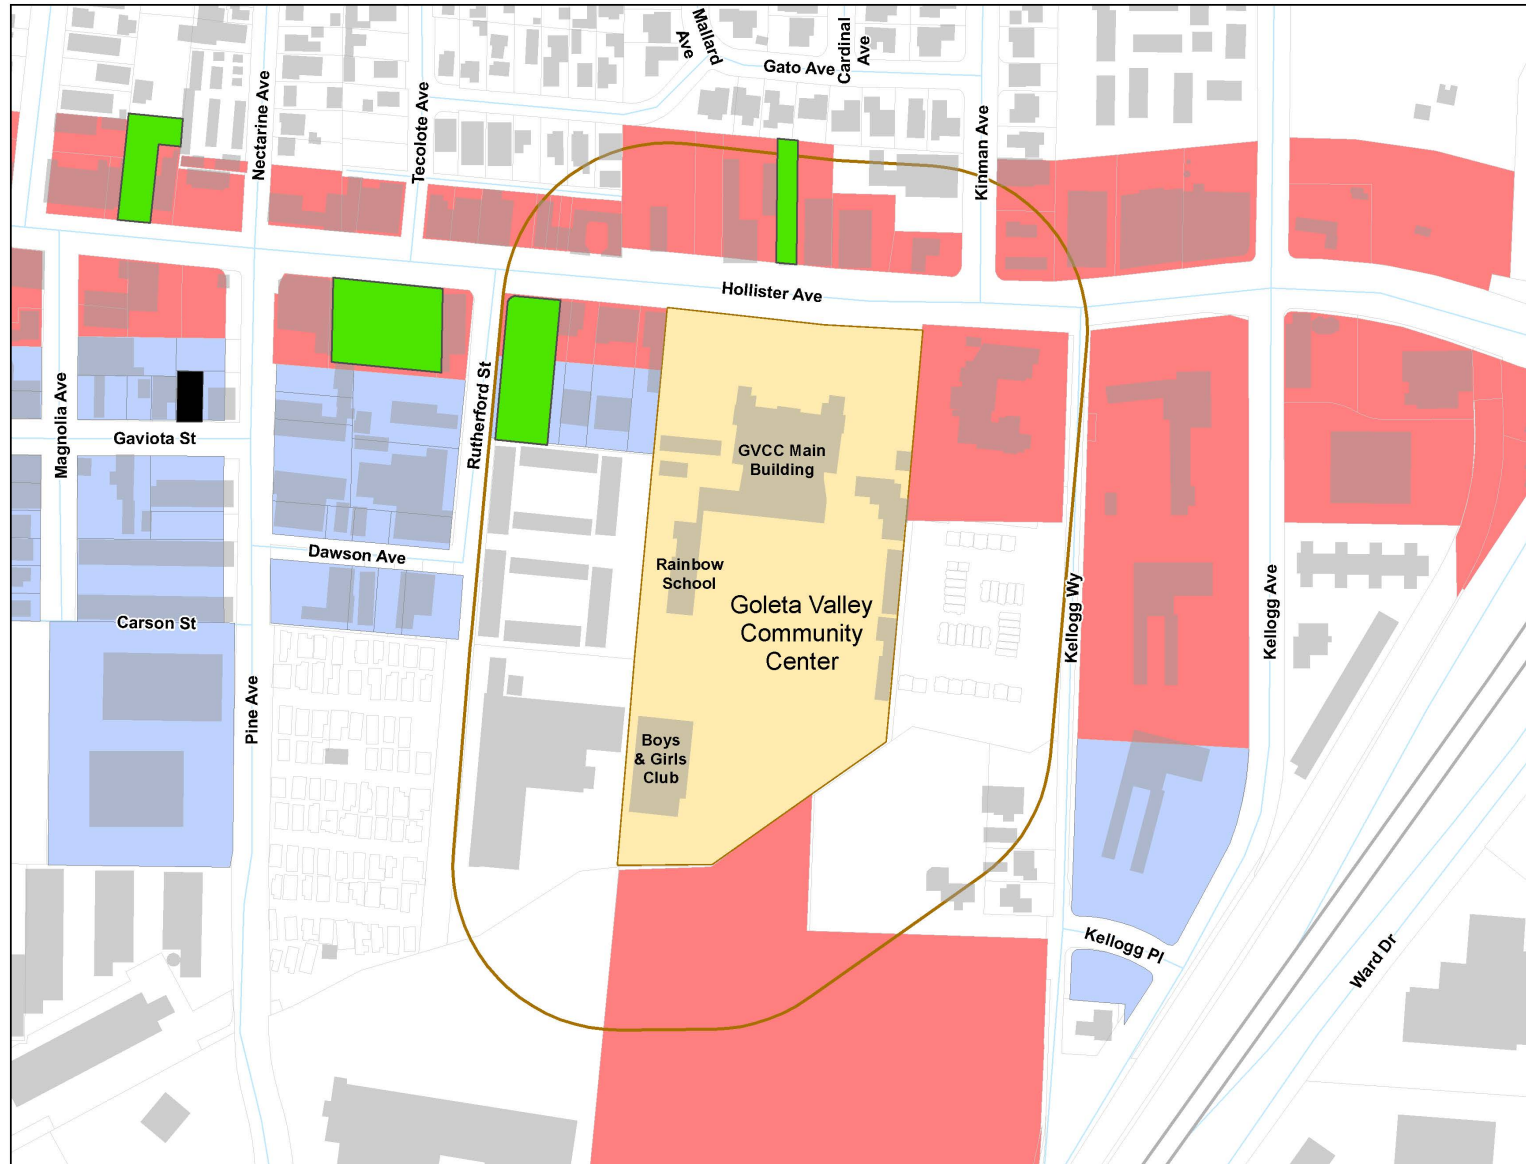 Mallard
Ave
Cardinal
Ave
Gato Ave
Nectarine Ave
Tecolote Ave
Kinman Ave
Hollister Ave
Magnolia Ave
Gaviota St
Rutherford St
GVCC Main
Building
Dawson Ave
Rainbow
School
Goleta Valley
Community
Center
Kellogg Wy
Kellogg Ave
Carson St
Pine Ave
Boys
& Girls
Club
Kellogg Pl
Ward Dr